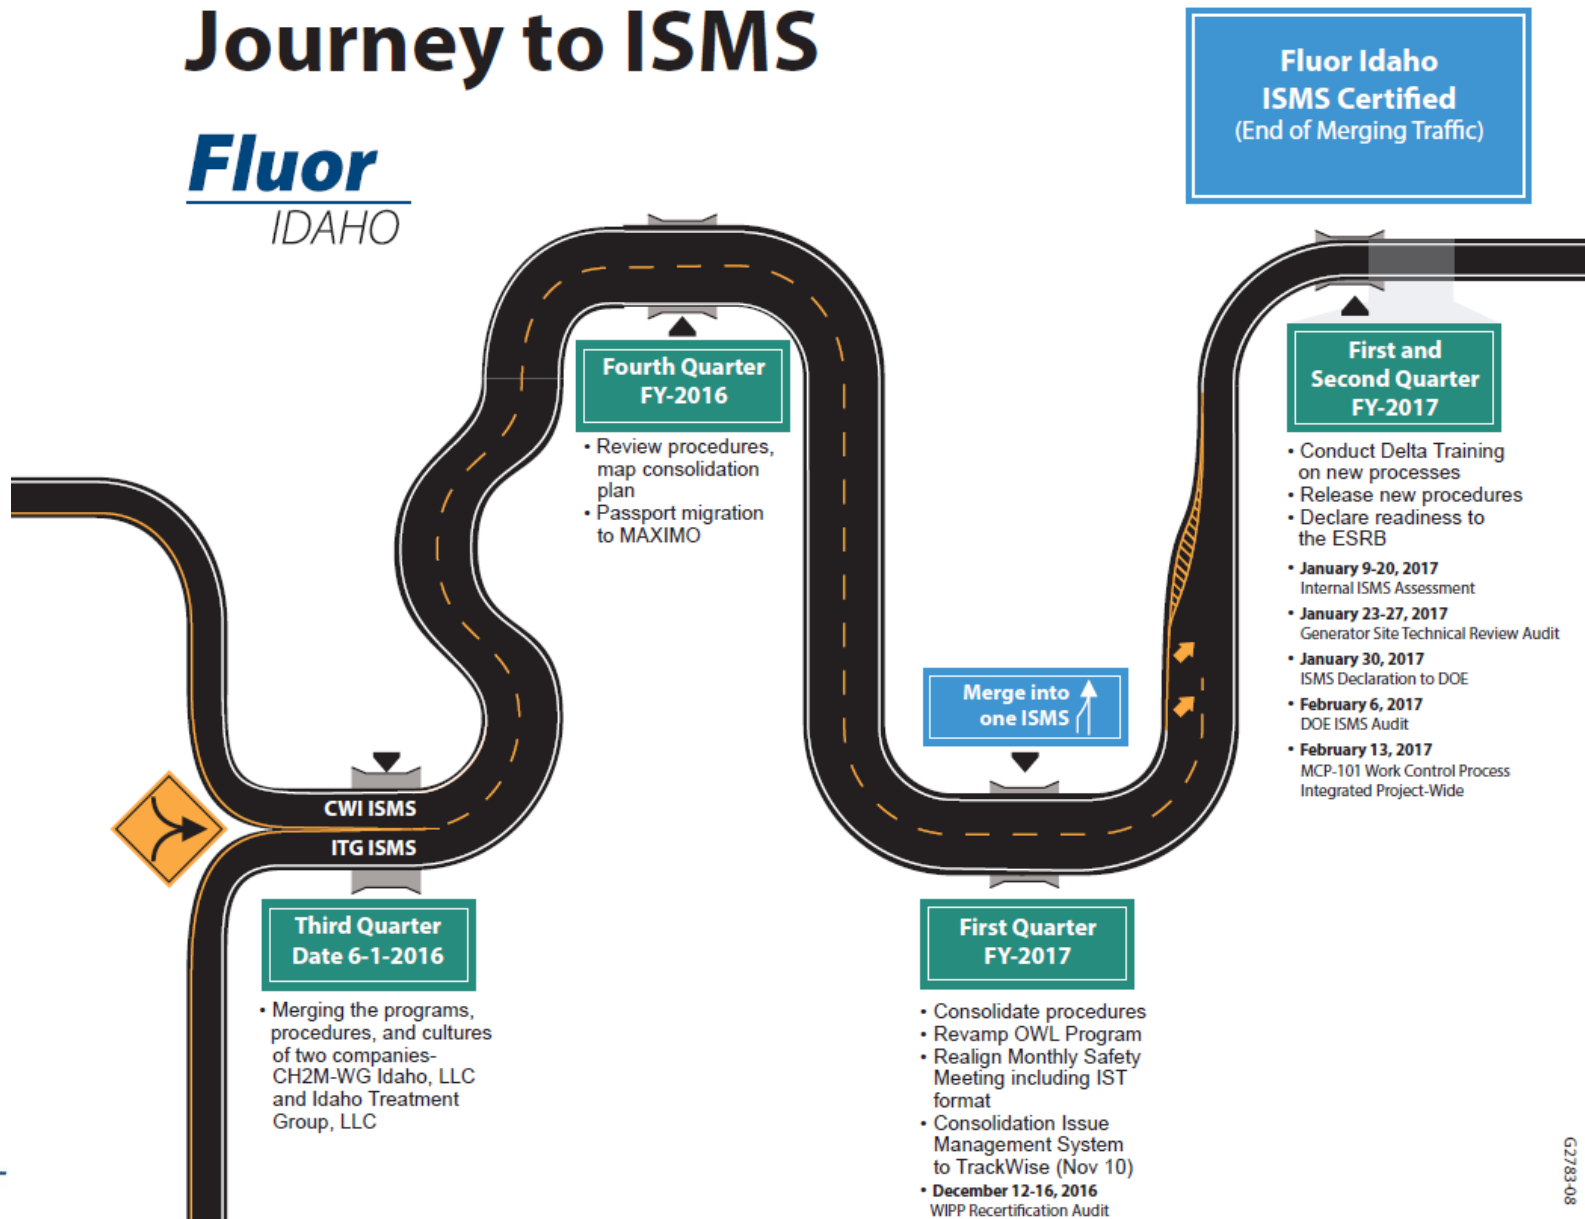 Journey to ISMS
Fluor
IDAHO
Fluor Idaho
ISMS Certified
(End of Merging Traffic)
CWI ISMS
ITG ISMS
Third Quarter
Date 6-1-2016
• Merging the programs,
procedures, and cultures
of two companies-
CH2M-WG Idaho, LLC
and Idaho Treatment
Group, LLC
Fourth Quarter
FY-2016
• Review procedures,
map consolidation
plan
• Passport migration
to MAXIMO
Merge into
one ISMS
First Quarter
FY-2017
• Consolidate procedures
• Revamp OWL Program
• Realign Monthly Safety
Meeting including IST
format
• Consolidation Issue
Management System
to TrackWise (Nov 10)
• December 12-16, 2016
WIPP Recertification Audit
First and
Second Quarter
FY-2017
• Conduct Delta Training
on new processes
• Release new procedures
• Declare readiness to
the ESRB
• January 9-20, 2017
Internal ISMS Assessment
• January 23-27, 2017
Generator Site Technical Review Audit
• January 30, 2017
ISMS Declaration to DOE
• February 6, 2017
DOE ISMS Audit
• February 13, 2017
MCP-101 Work Control Process
Integrated Project-Wide
G2783-08